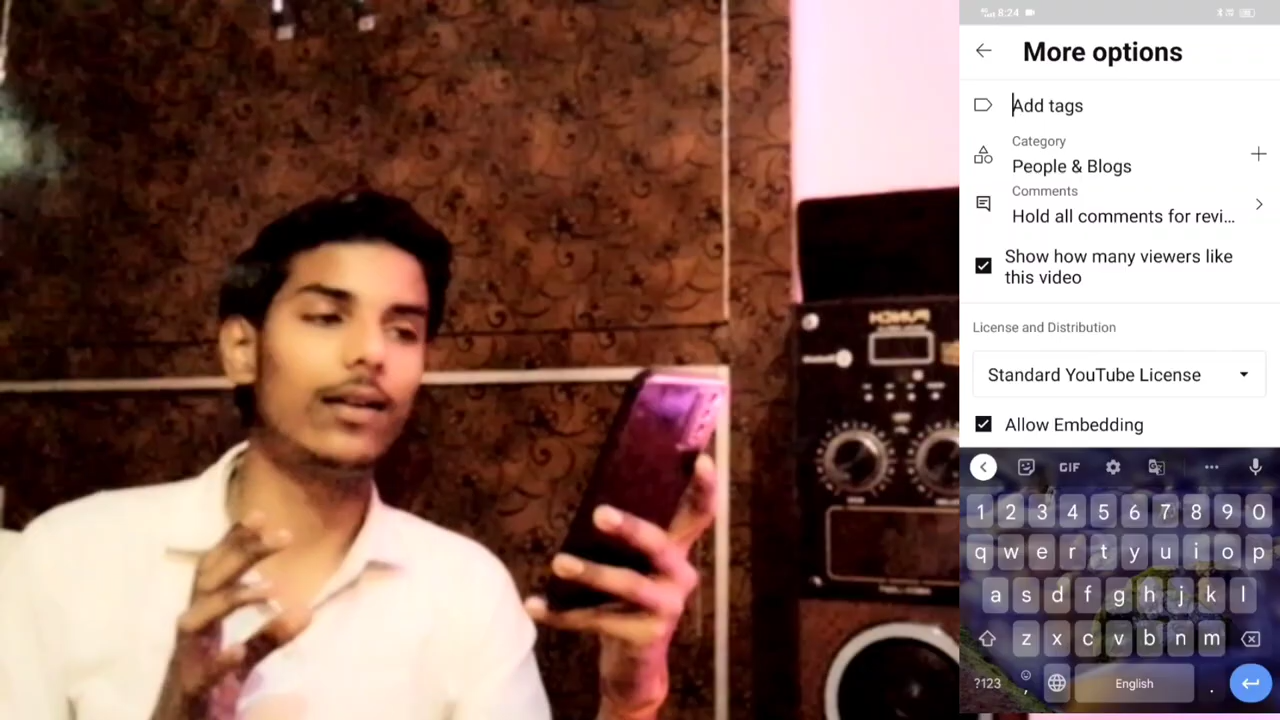 8:24
More options
Add tags
Category
People & Blogs
Comments
Hold all comments for revi...
Show how many viewers like
this video
License and Distribution
Standard YouTube License
Allow Embedding
GIF
1 2 3 4 5 6 7 8 9 0
q w e r t y u i o p
a s d f g h j k l
z x c v b n m
?123 , English .